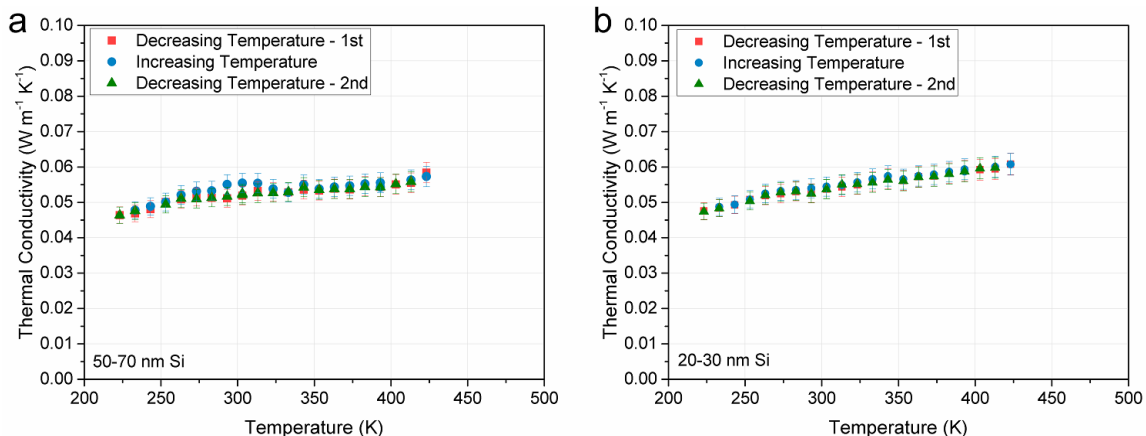 a
Decreasing Temperature - 1st
Increasing Temperature
Decreasing Temperature - 2nd
Thermal Conductivity (W m⁻¹ K⁻¹)
0.10
0.09
0.08
0.07
0.06
0.05
0.04
0.03
0.02
0.01
0.00
50-70 nm Si
200 250 300 350 400 450 500
Temperature (K)
b
Decreasing Temperature - 1st
Increasing Temperature
Decreasing Temperature - 2nd
Thermal Conductivity (W m⁻¹ K⁻¹)
0.10
0.09
0.08
0.07
0.06
0.05
0.04
0.03
0.02
0.01
0.00
20-30 nm Si
200 250 300 350 400 450 500
Temperature (K)